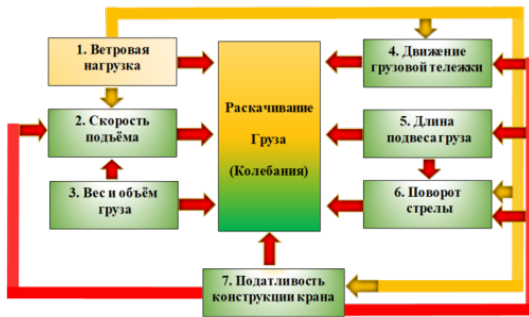 1. Ветровая
нагрузка
2. Скорость
подъёма
3. Вес и объём
груза
Раскачивание
Груза
(Колебания)
4. Движение
грузовой тележки
5. Длина
подвеса груза
6. Поворот
стрелы
7. Податливость
конструкции крана